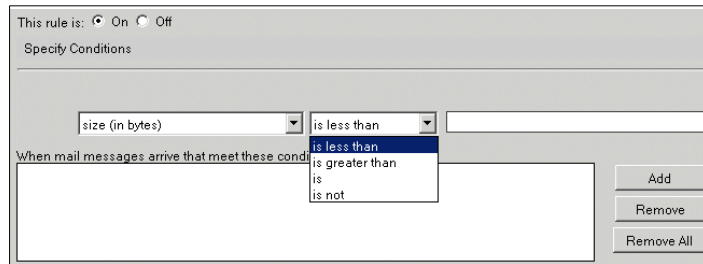 This rule is: On Off
Specify Conditions
size (in bytes) is less than
is less than
When mail messages arrive that meet these condi
is greater than
is
is not
Add
Remove
Remove All